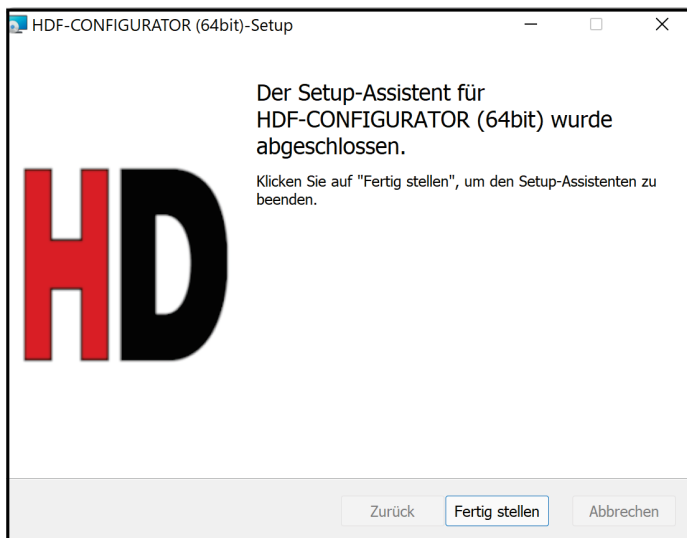 HDF-CONFIGURATOR (64bit)-Setup
Der Setup-Assistent für
HDF-CONFIGURATOR (64bit) wurde
abgeschlossen.
Klicken Sie auf "Fertig stellen", um den Setup-Assistenten zu
beenden.
HD
Zurück Fertig stellen Abbrechen